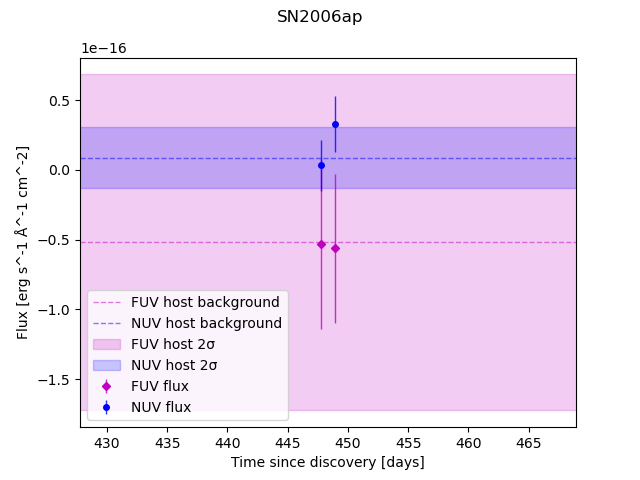 SN2006ap
1e−16
0.5
0.0
−0.5
−1.0
−1.5
Flux [erg s^-1 Å^-1 cm^-2]
FUV host background
NUV host background
FUV host 2σ
NUV host 2σ
FUV flux
NUV flux
430 435 440 445 450 455 460 465
Time since discovery [days]